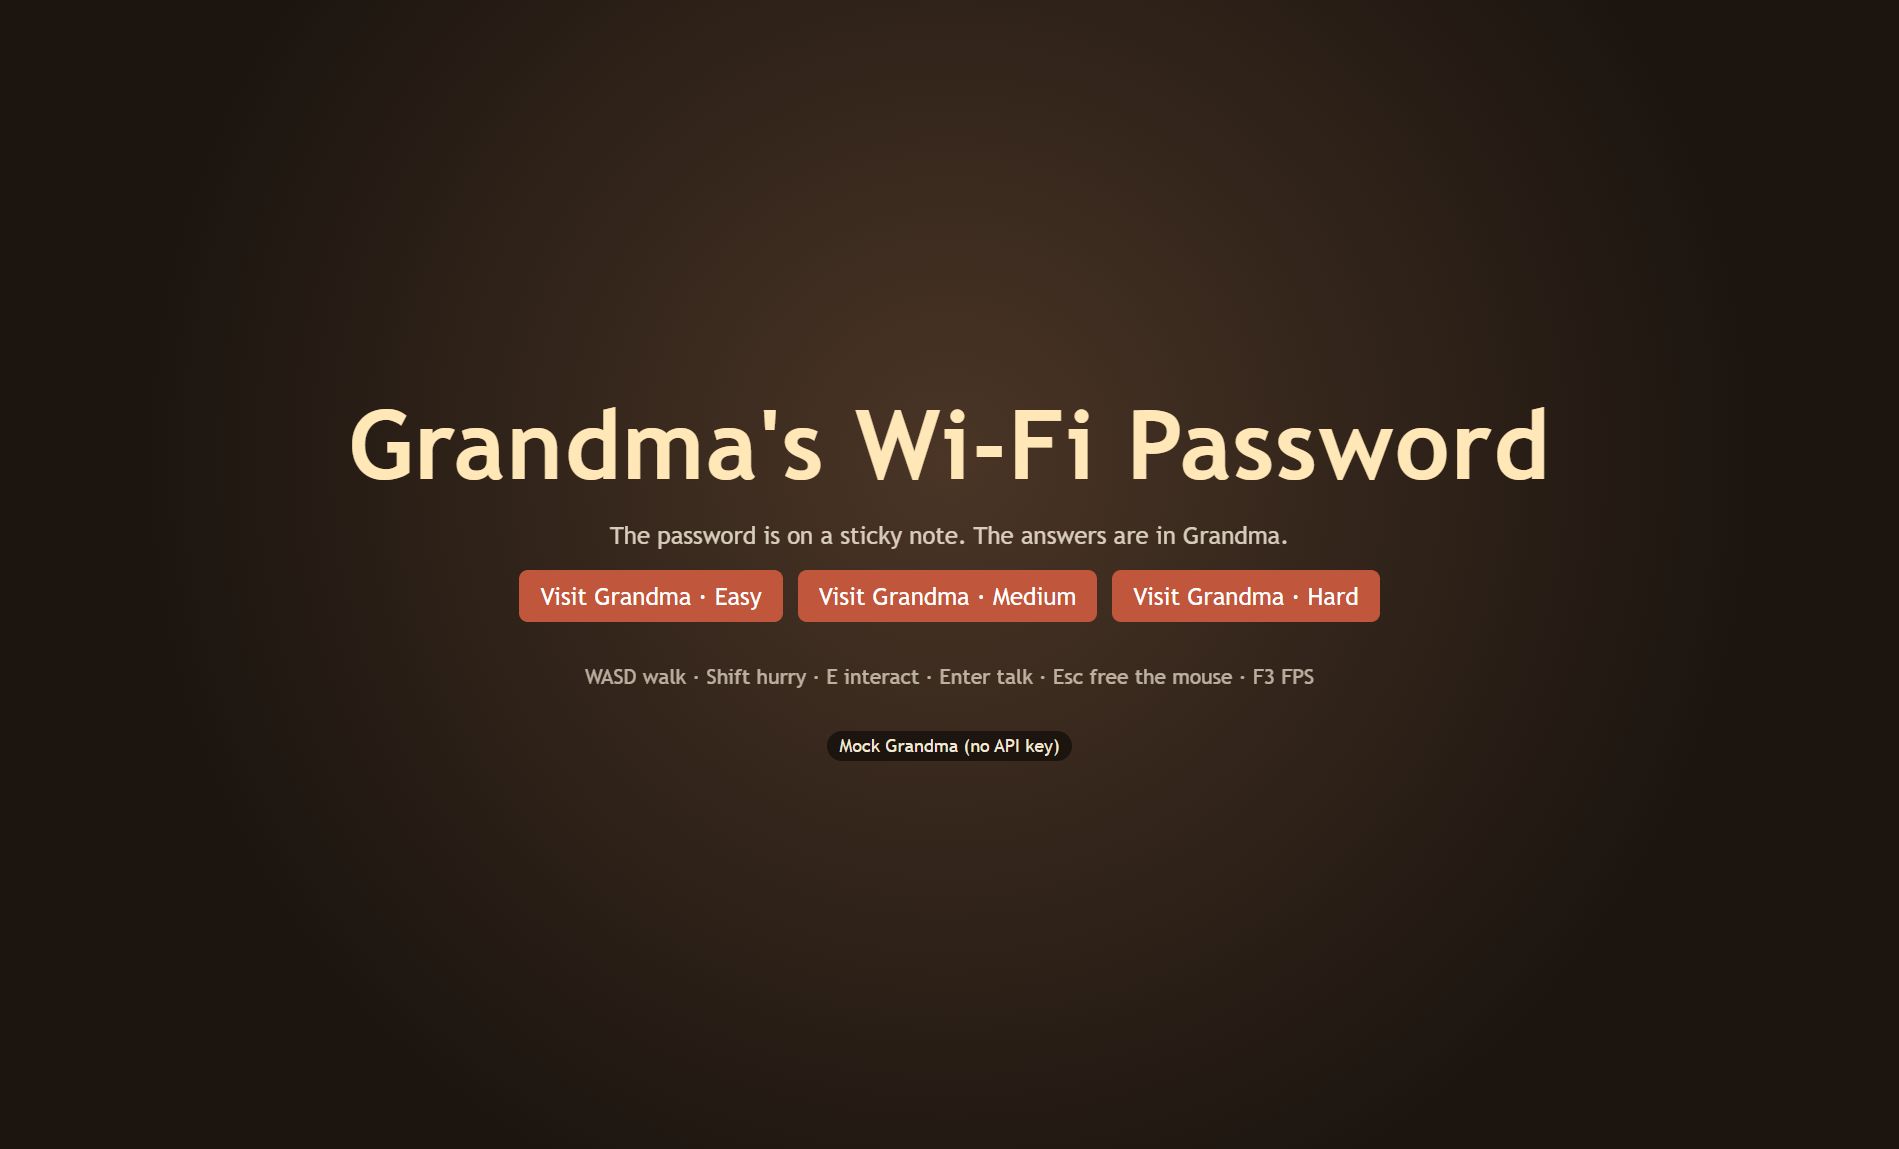 Grandma's Wi-Fi Password
The password is on a sticky note. The answers are in Grandma.
Visit Grandma · Easy
Visit Grandma · Medium
Visit Grandma · Hard
WASD walk · Shift hurry · E interact · Enter talk · Esc free the mouse · F3 FPS
Mock Grandma (no API key)